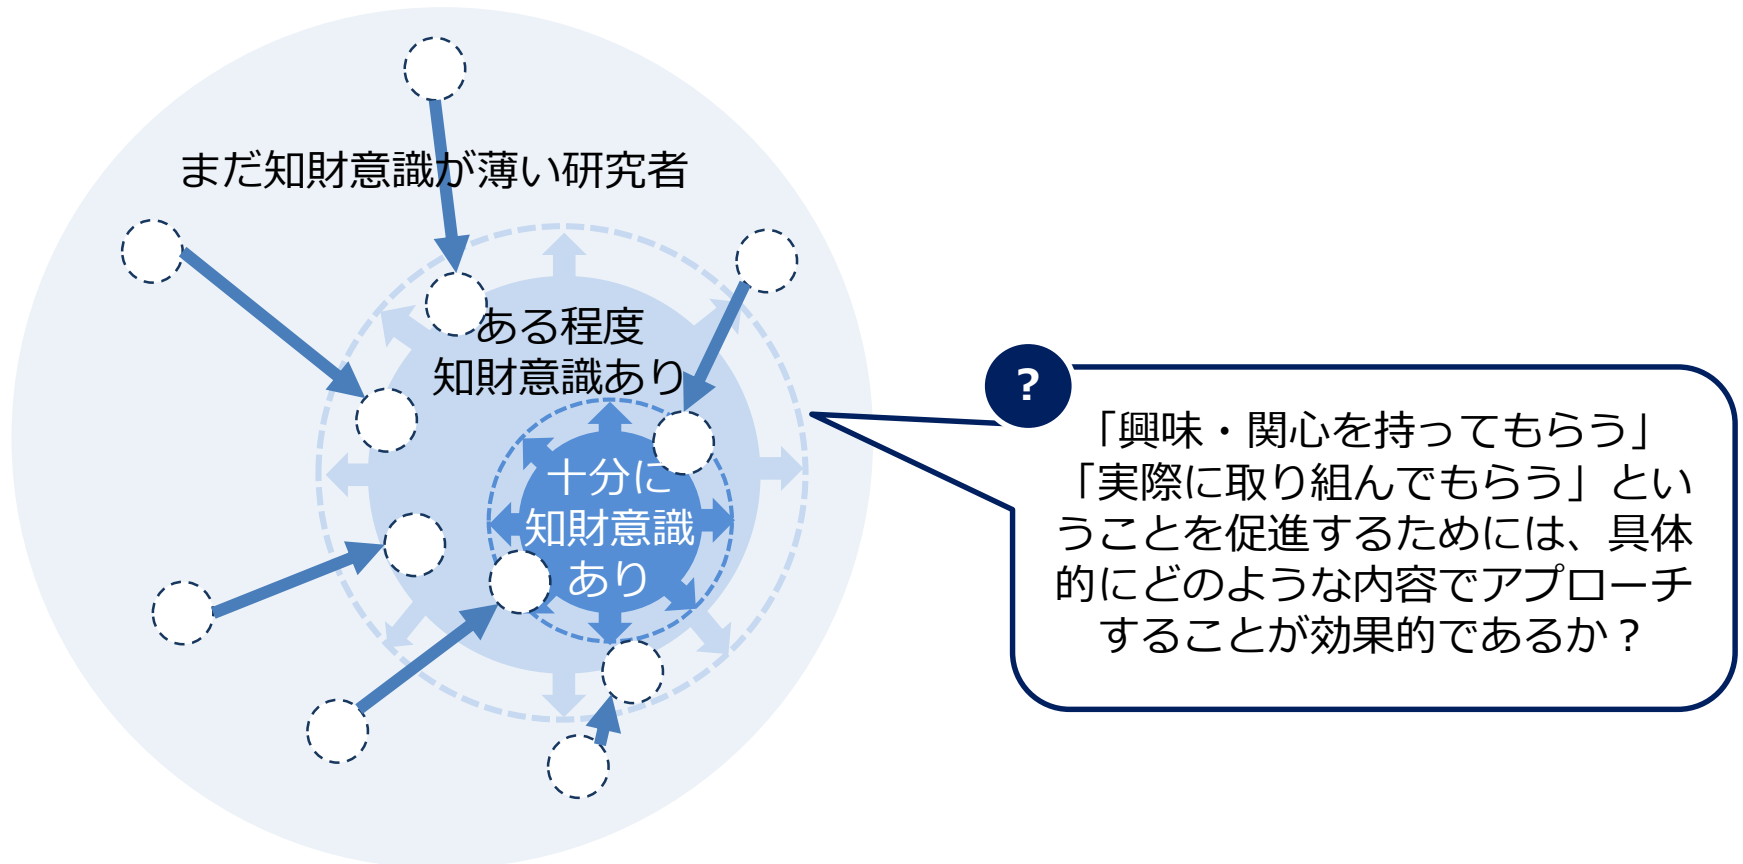 まだ知財意識が薄い研究者
ある程度
知財意識あり
十分に
知財意識
あり
?
「興味・関心を持ってもらう」
「実際に取り組んでもらう」とい
うことを促進するためには、具体
的にどのような内容でアプローチ
することが効果的であるか？